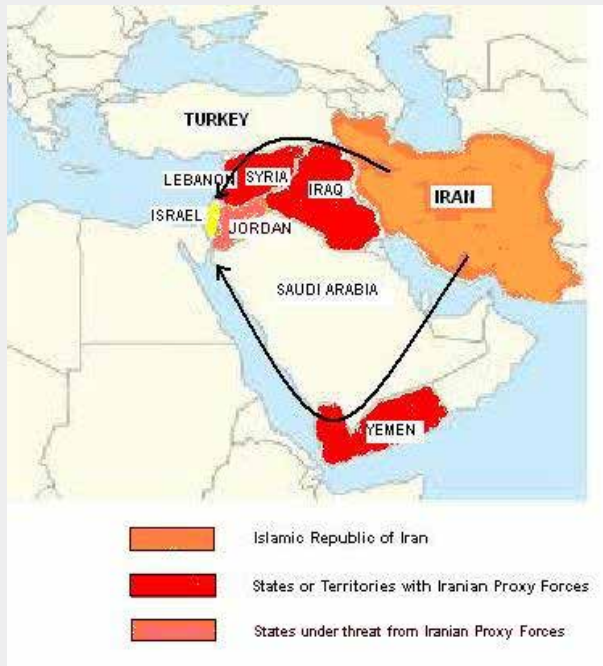 TURKEY
LEBANON
SYRIA
IRAQ
IRAN
ISRAEL
JORDAN
SAUDI ARABIA
YEMEN
Islamic Republic of Iran
States or Territories with Iranian Proxy Forces
States under threat from Iranian Proxy Forces